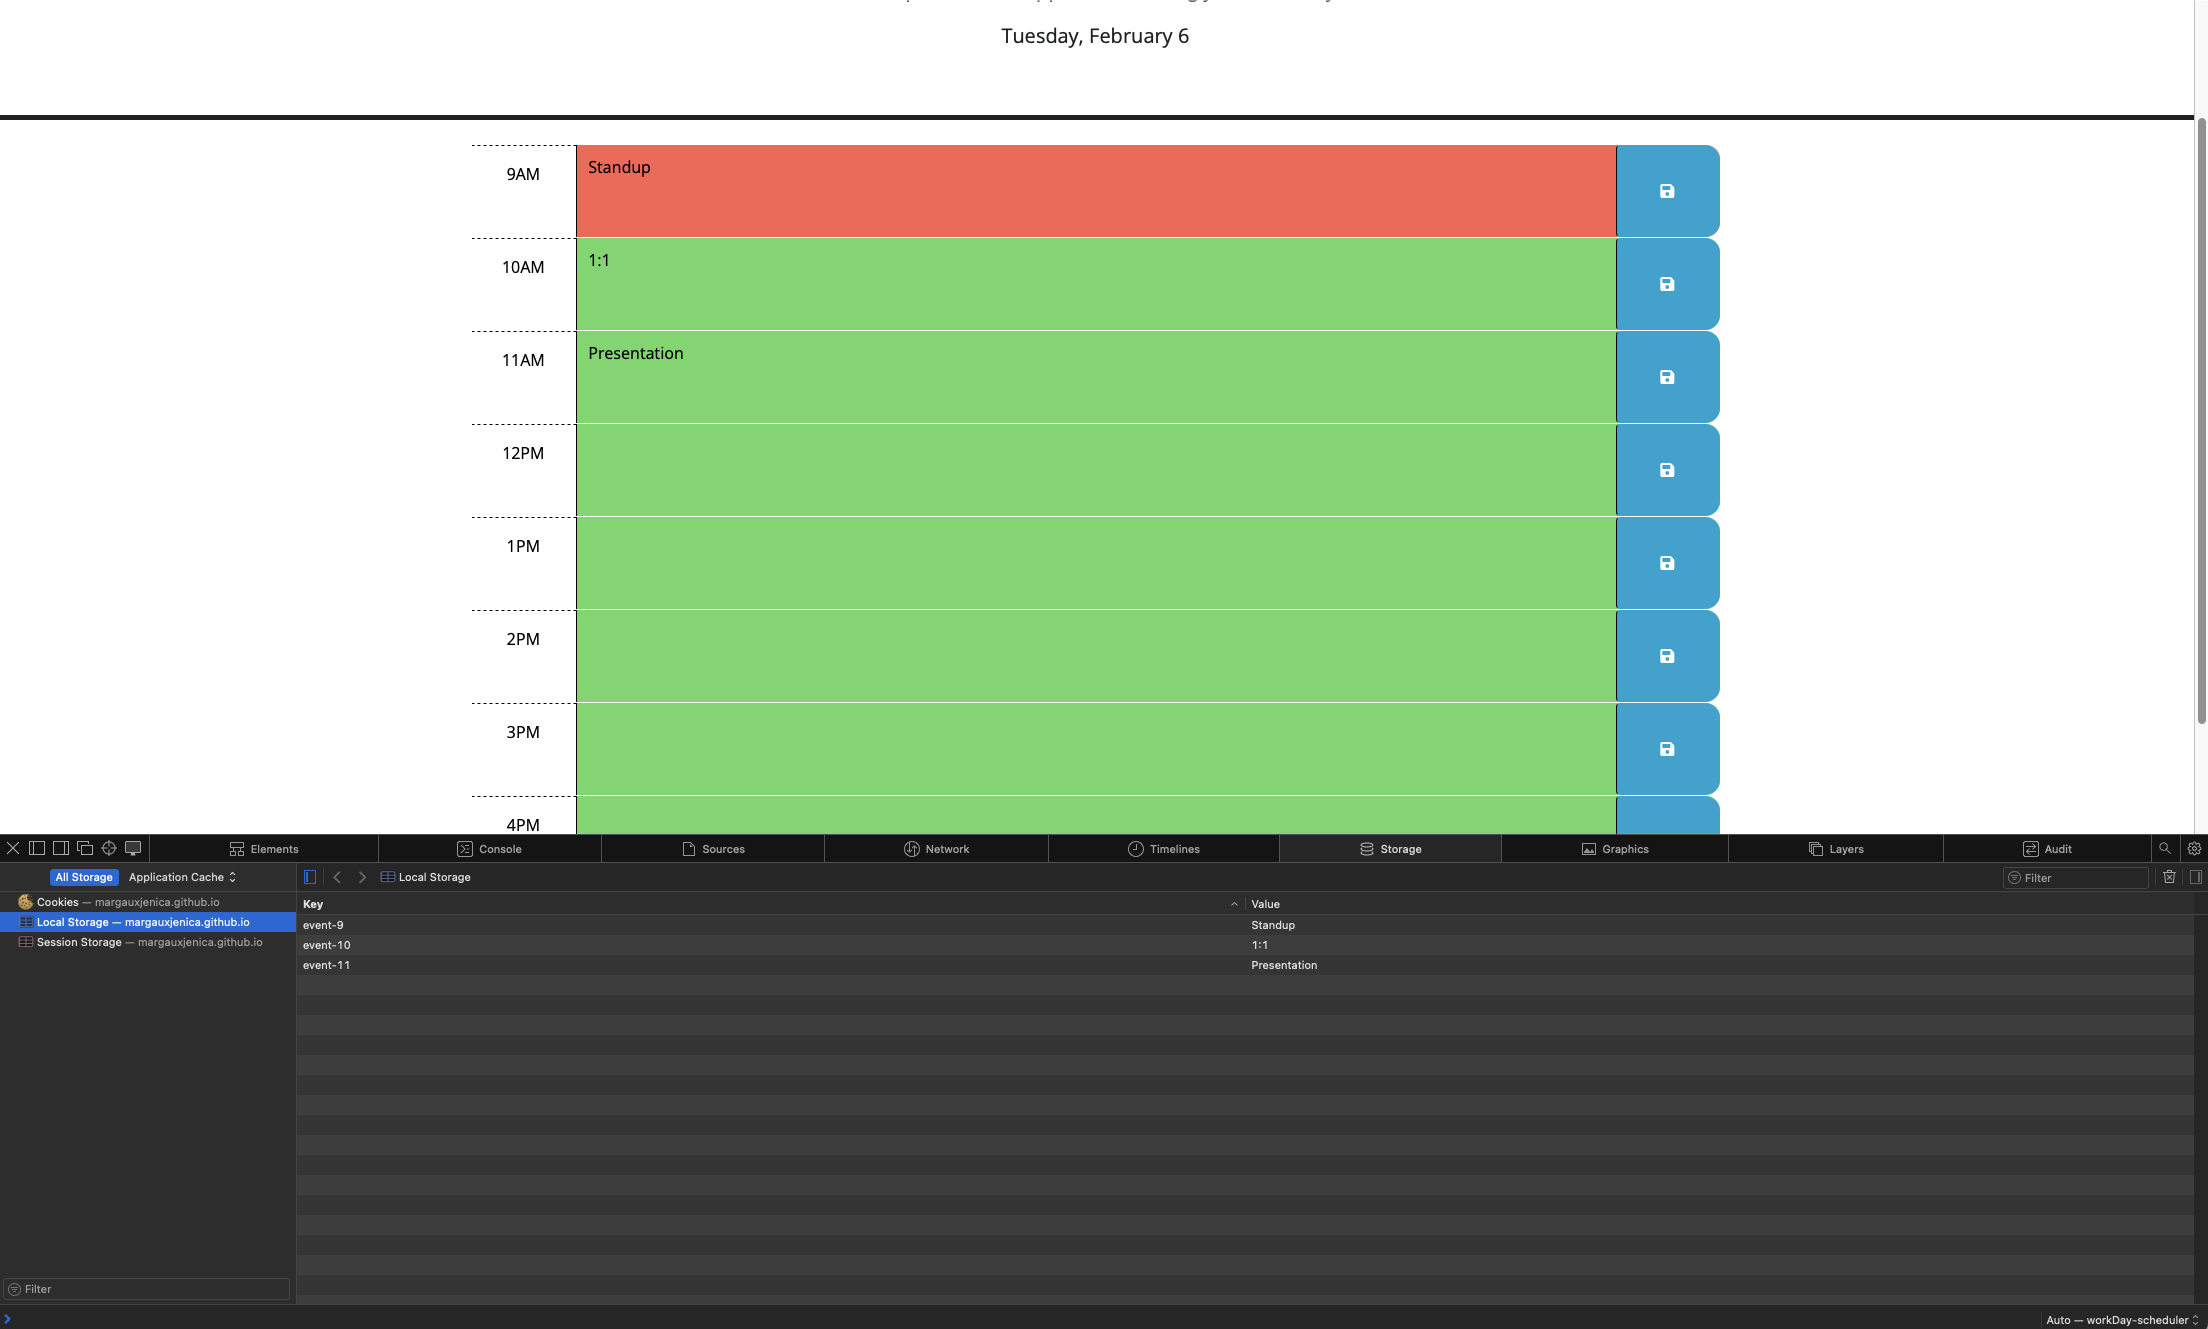 Tuesday, February 6
9AM Standup
10AM 1:1
11AM Presentation
12PM
1PM
2PM
3PM
4PM
Elements Console Sources Network Timelines Storage Graphics Layers Audit
All Storage Application Cache Local Storage Filter
Cookies — margauxjenica.github.io
Local Storage — margauxjenica.github.io
Session Storage — margauxjenica.github.io
Key Value
event-9 Standup
event-10 1:1
event-11 Presentation
Filter
Auto — workDay-scheduler